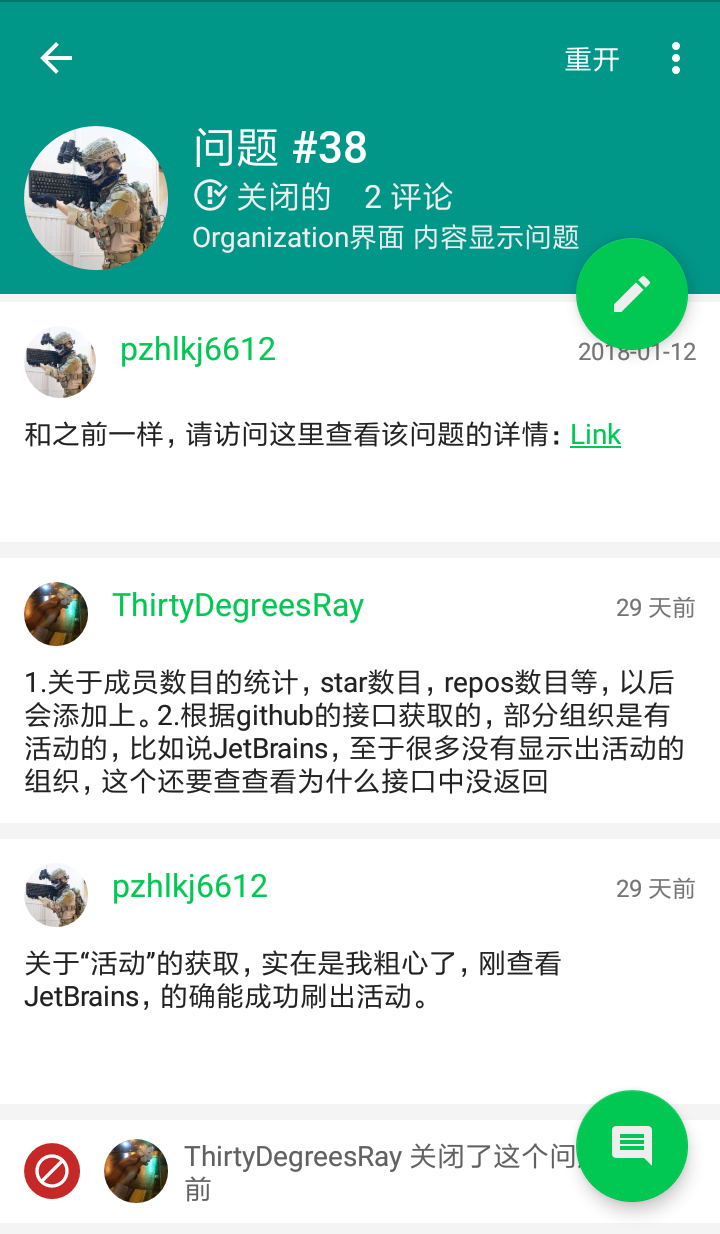 重开
问题 #38
关闭的 2 评论
Organization界面 内容显示问题
pzhlkj6612
2018-01-12
和之前一样，请访问这里查看该问题的详情：Link
ThirtyDegreesRay
29 天前
1.关于成员数目的统计，star数目，repos数目等，以后
会添加上。2.根据github的接口获取的，部分组织是有
活动的，比如说JetBrains，至于很多没有显示出活动的
组织，这个还要查查看为什么接口中没返回
pzhlkj6612
29 天前
关于“活动”的获取，实在是我粗心了，刚查看
JetBrains，的确能成功刷出活动。
ThirtyDegreesRay 关闭了这个问
前